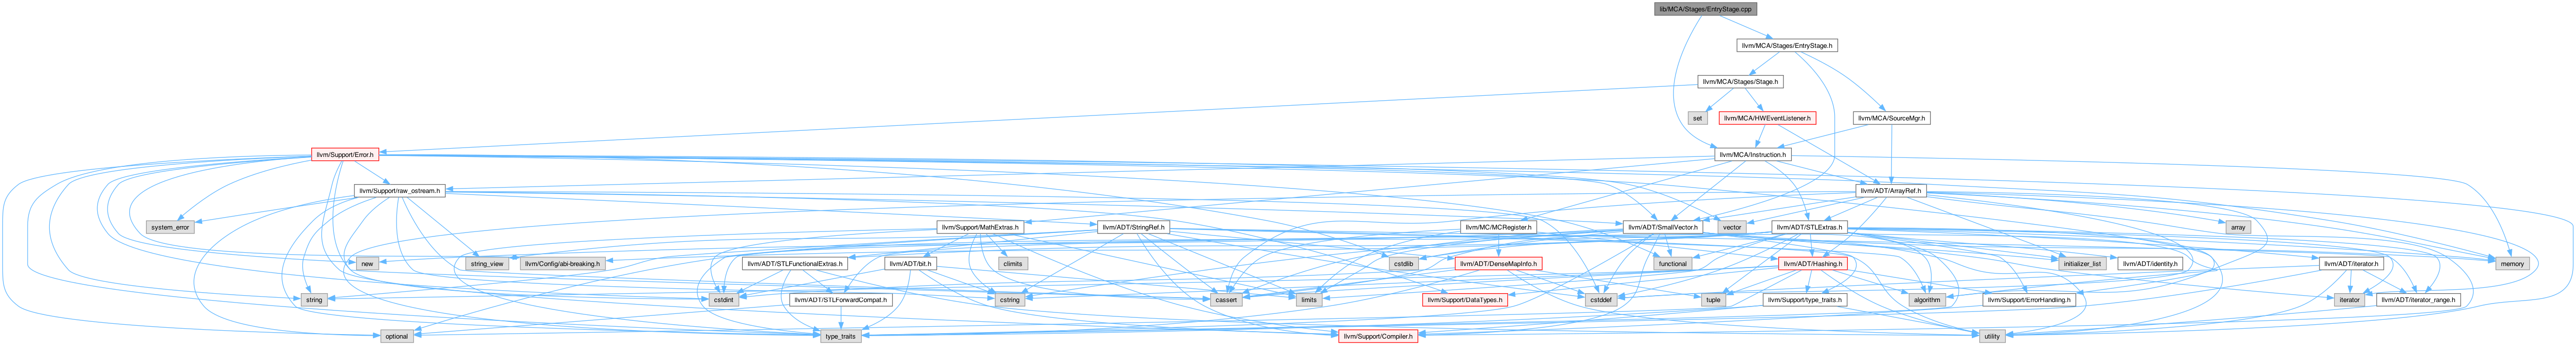 lib/MCA/Stages/EntryStage.cpp
llvm/MCA/Stages/EntryStage.h
llvm/MCA/Stages/Stage.h
set
llvm/MCA/HWEventListener.h
llvm/MCA/SourceMgr.h
llvm/Support/Error.h
llvm/MCA/Instruction.h
llvm/Support/raw_ostream.h
llvm/ADT/ArrayRef.h
system_error
llvm/Support/MathExtras.h
llvm/ADT/StringRef.h
llvm/MC/MCRegister.h
llvm/ADT/SmallVector.h
vector
llvm/ADT/STLExtras.h
array
new
string_view
llvm/Config/abi-breaking.h
llvm/ADT/STLFunctionalExtras.h
llvm/ADT/bit.h
climits
cstdlib
llvm/ADT/DenseMapInfo.h
functional
llvm/ADT/Hashing.h
initializer_list
llvm/ADT/identity.h
llvm/ADT/iterator.h
memory
string
cstdint
llvm/ADT/STLForwardCompat.h
cstring
cassert
limits
llvm/Support/DataTypes.h
cstddef
tuple
llvm/Support/type_traits.h
algorithm
llvm/Support/ErrorHandling.h
iterator
llvm/ADT/iterator_range.h
optional
type_traits
llvm/Support/Compiler.h
utility